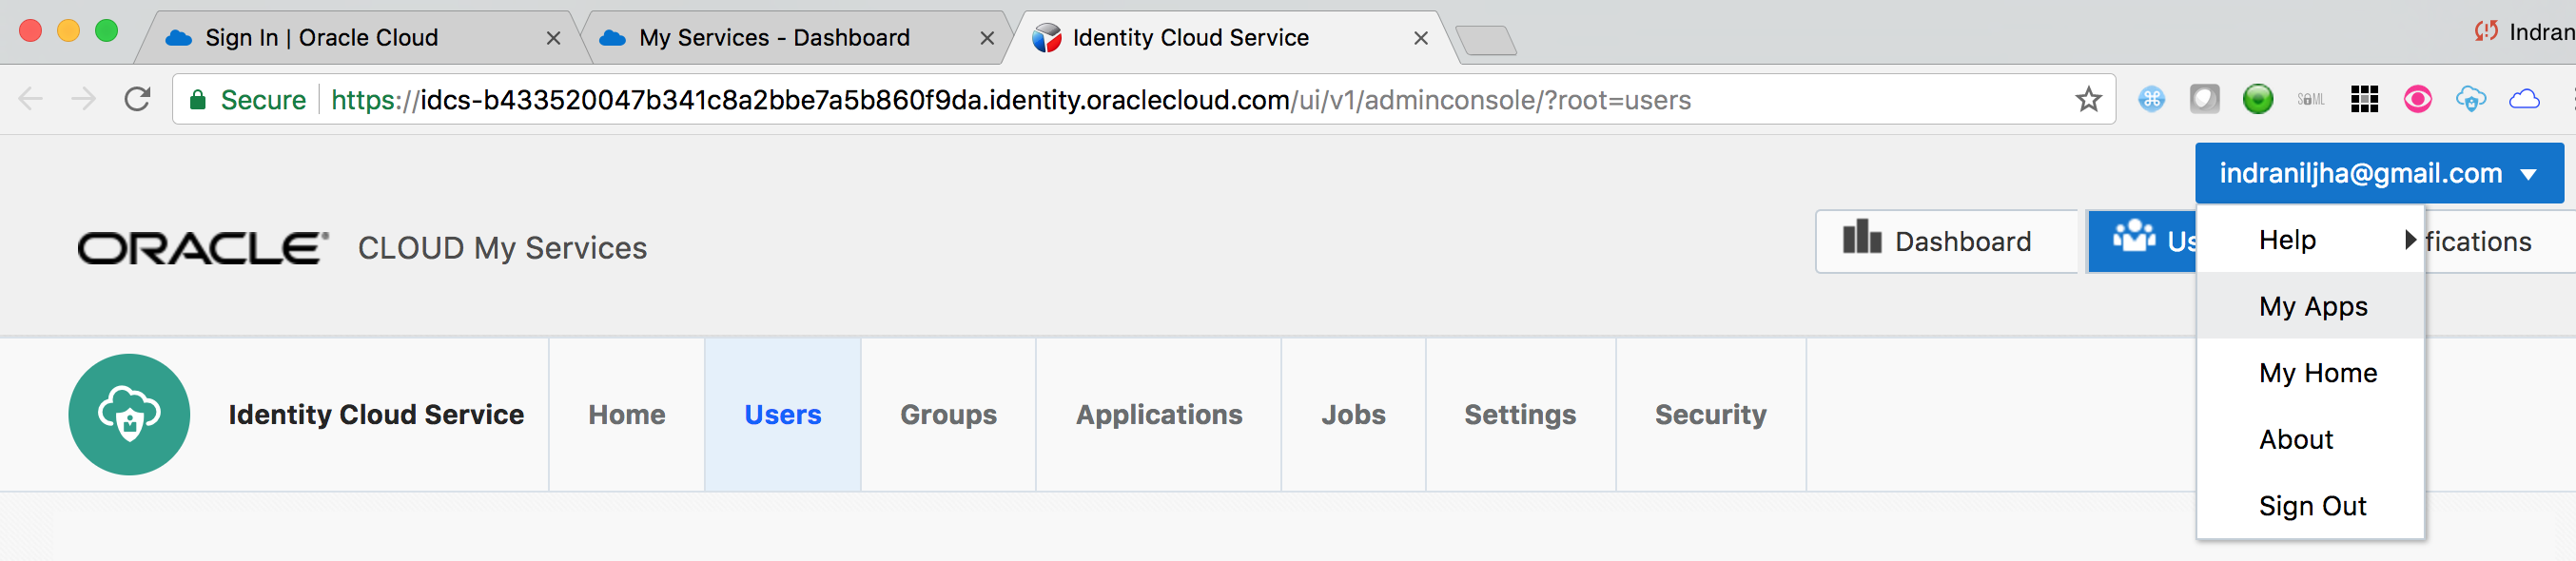 Sign In | Oracle Cloud
My Services - Dashboard
Identity Cloud Service
Indran
Secure
https://idcs-b433520047b341c8a2bbe7a5b860f9da.identity.oraclecloud.com/ui/v1/adminconsole/?root=users
SAML
indraniljha@gmail.com
ORACLE® CLOUD My Services
Dashboard
Us
fications
Help
My Apps
My Home
About
Sign Out
Identity Cloud Service
Home
Users
Groups
Applications
Jobs
Settings
Security